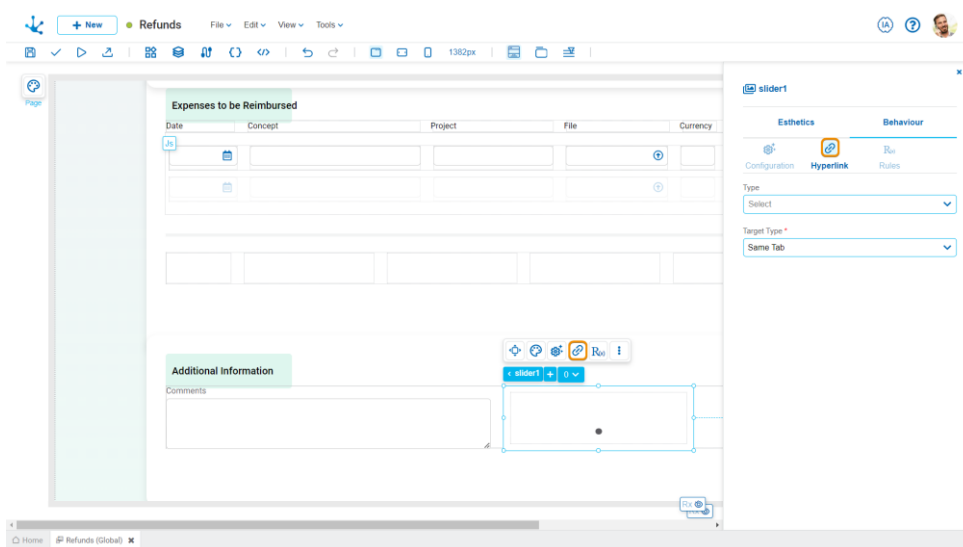 + New Refunds File Edit View Tools IA ?
1382px
Page
Expenses to be Reimbursed
Date Concept Project File Currency
Js
Additional Information
Comments
R(x)
slider1 + 0
Rx
slider1
Esthetics Behaviour
Configuration Hyperlink Rules
Type
Select
Target Type *
Same Tab
Home Refunds (Global)